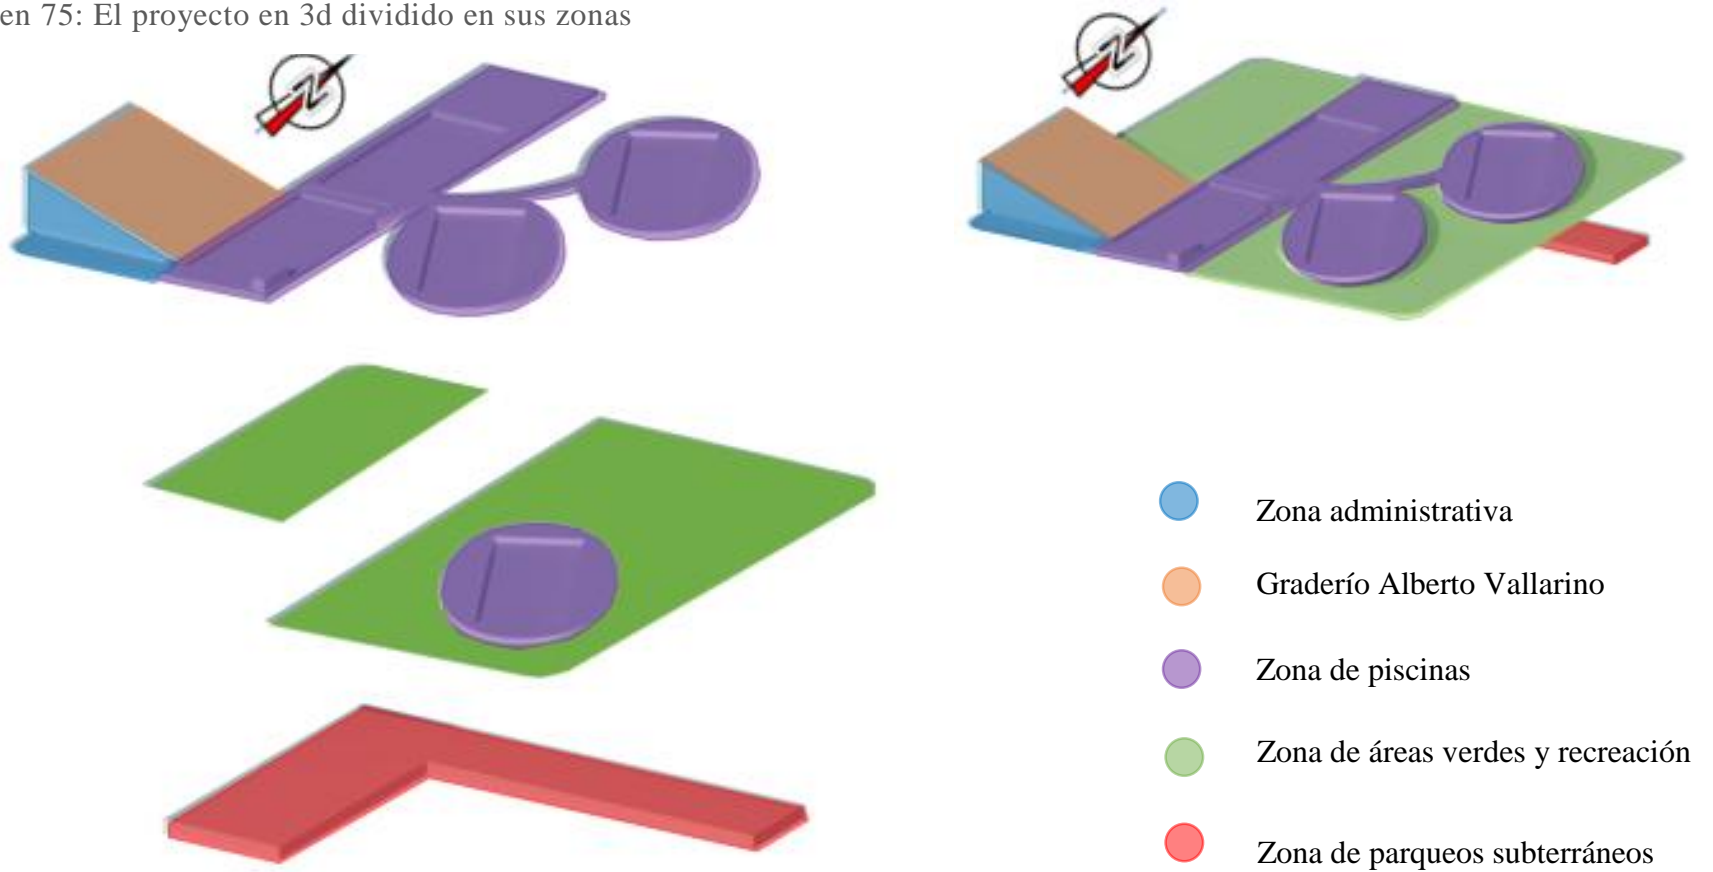 en 75: El proyecto en 3d dividido en sus zonas
Zona administrativa
Graderío Alberto Vallarino
Zona de piscinas
Zona de áreas verdes y recreación
Zona de parqueos subterráneos